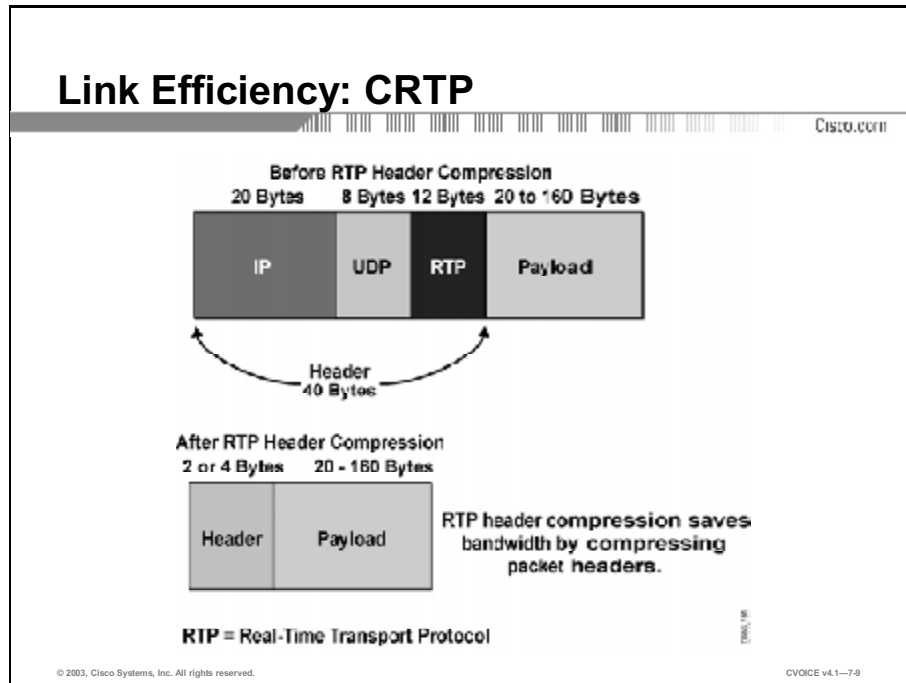 Link Efficiency: CRTP
Cisco.com
Before RTP Header Compression
20 Bytes 8 Bytes 12 Bytes 20 to 160 Bytes
IP UDP RTP Payload
Header
40 Bytes
After RTP Header Compression
2 or 4 Bytes 20 - 160 Bytes
Header Payload
RTP header compression saves
bandwidth by compressing
packet headers.
RTP = Real-Time Transport Protocol
© 2003, Cisco Systems, Inc. All rights reserved.
CVOICE v4.1—7-9